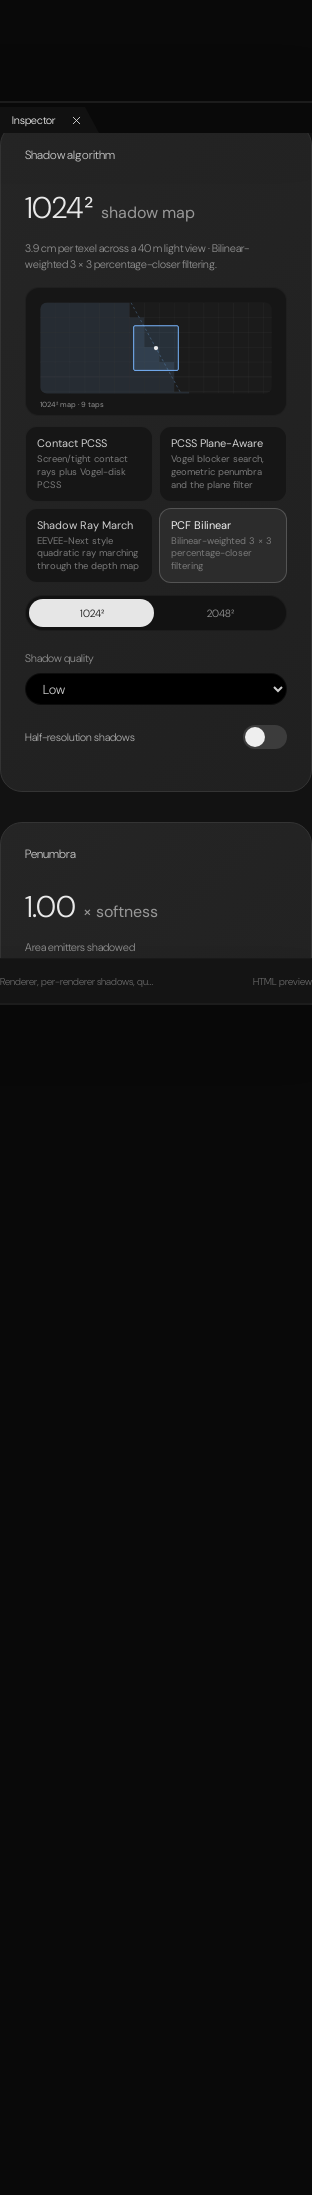 Inspector
Shadow algorithm
1024² shadow map
3.9 cm per texel across a 40 m light view · Bilinear-
weighted 3 × 3 percentage-closer filtering.
1024² map · 9 taps
Contact PCSS
Screen/tight contact
rays plus Vogel-disk
PCSS
PCSS Plane-Aware
Vogel blocker search,
geometric penumbra
and the plane filter
Shadow Ray March
EEVEE-Next style
quadratic ray marching
through the depth map
PCF Bilinear
Bilinear-weighted 3 × 3
percentage-closer
filtering
1024² 2048²
Shadow quality
Low
Half-resolution shadows
Penumbra
1.00 × softness
Area emitters shadowed
Renderer, per-renderer shadows, qu... HTML preview